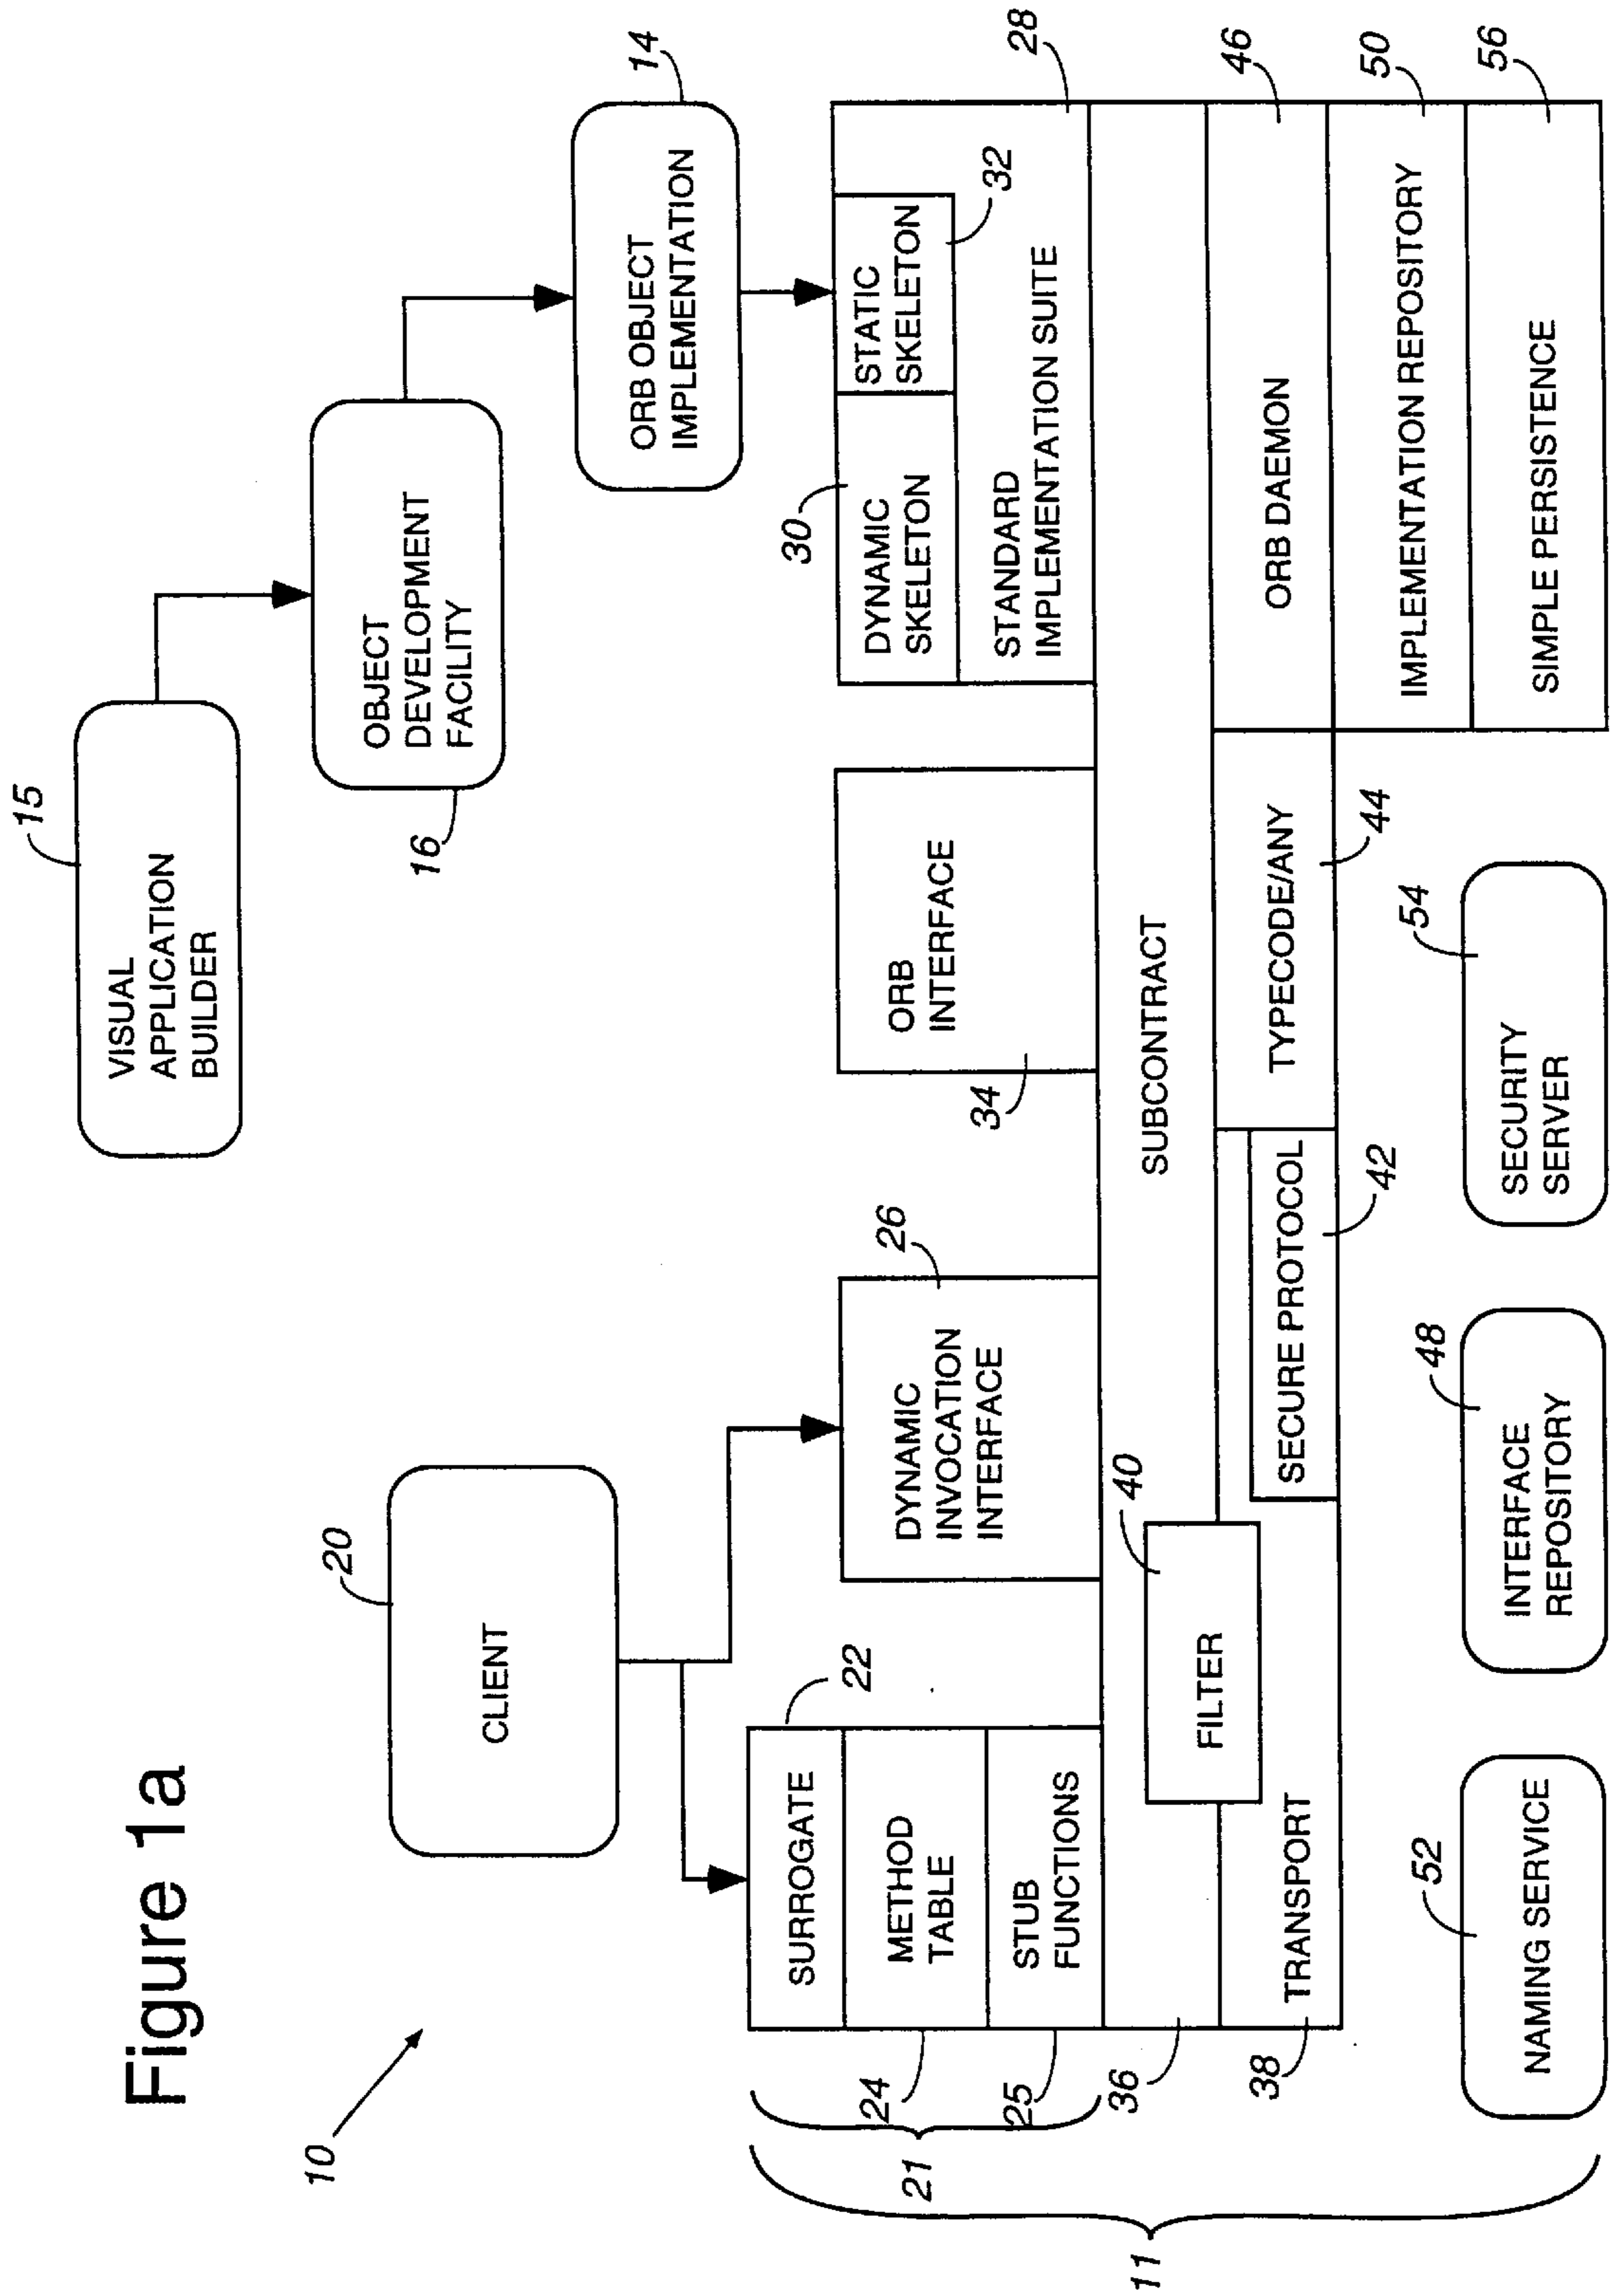 Figure 1a
10
20
CLIENT
15
VISUAL
APPLICATION
BUILDER
16
OBJECT
DEVELOPMENT
FACILITY
14
ORB OBJECT
IMPLEMENTATION
22
SURROGATE
24
METHOD
TABLE
25
STUB
FUNCTIONS
21
11
26
DYNAMIC
INVOCATION
INTERFACE
34
ORB
INTERFACE
30
DYNAMIC
SKELETON
STATIC
SKELETON
32
STANDARD
IMPLEMENTATION SUITE
28
36
SUBCONTRACT
40
FILTER
38
TRANSPORT
SECURE PROTOCOL
42
TYPECODE/ANY
44
ORB DAEMON
46
IMPLEMENTATION REPOSITORY
50
SIMPLE PERSISTENCE
56
52
NAMING SERVICE
48
INTERFACE
REPOSITORY
54
SECURITY
SERVER